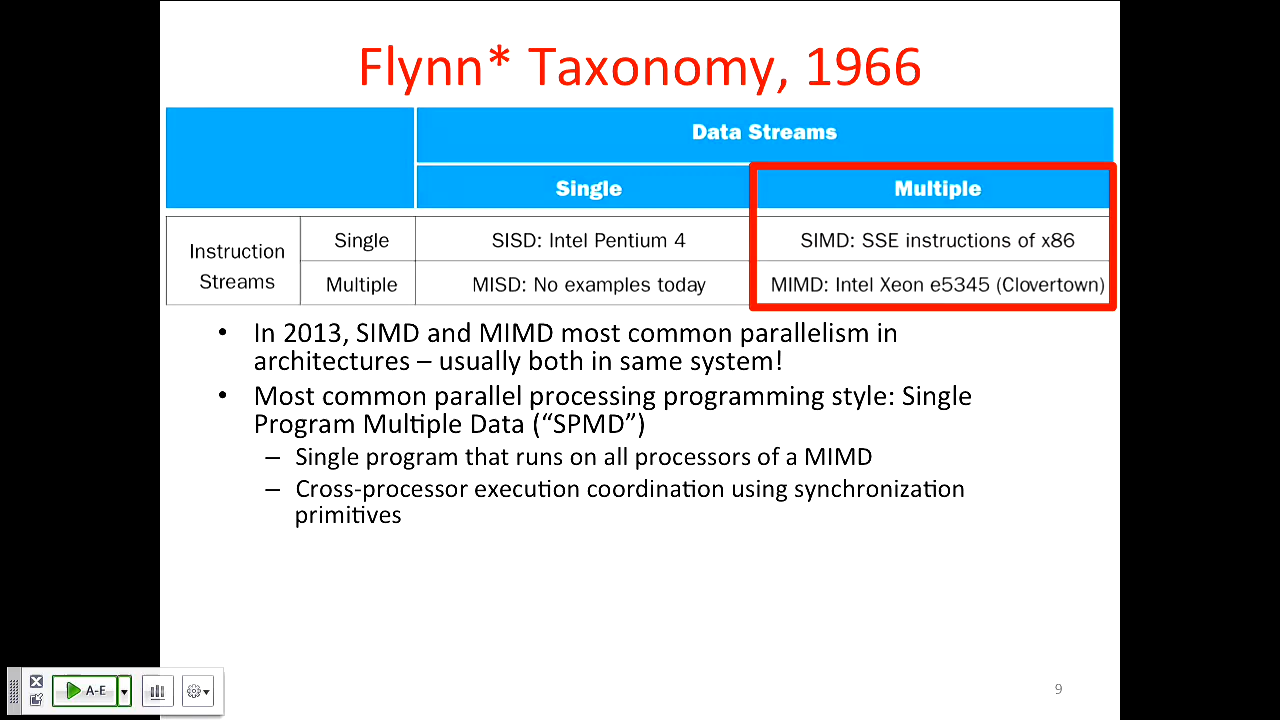 Flynn* Taxonomy, 1966
Data Streams
Single
Multiple
Instruction
Streams
Single
SISD: Intel Pentium 4
SIMD: SSE instructions of x86
Multiple
MISD: No examples today
MIMD: Intel Xeon e5345 (Clovertown)
• In 2013, SIMD and MIMD most common parallelism in
architectures – usually both in same system!
• Most common parallel processing programming style: Single
Program Multiple Data (“SPMD”)
– Single program that runs on all processors of a MIMD
– Cross-processor execution coordination using synchronization
primitives
A-E
9